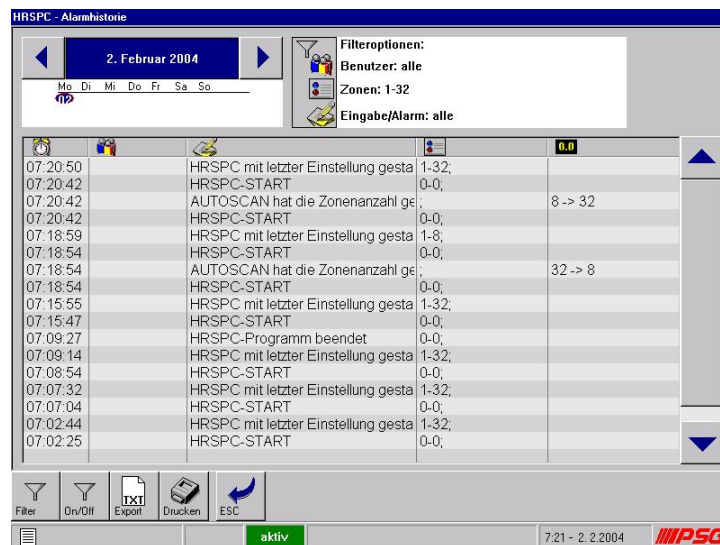 HRSPC - Alarmhistorie
2. Februar 2004
Mo Di Mi Do Fr Sa So
02
Filteroptionen:
Benutzer: alle
Zonen: 1-32
Eingabe/Alarm: alle
0.0
07:20:50 HRSPC mit letzter Einstellung gesta 1-32;
07:20:42 HRSPC-START 0-0;
07:20:42 AUTOSCAN hat die Zonenanzahl ge ; 8 -> 32
07:20:42 HRSPC-START 0-0;
07:18:59 HRSPC mit letzter Einstellung gesta 1-8;
07:18:54 HRSPC-START 0-0;
07:18:54 AUTOSCAN hat die Zonenanzahl ge ; 32 -> 8
07:18:54 HRSPC-START 0-0;
07:15:55 HRSPC mit letzter Einstellung gesta 1-32;
07:15:47 HRSPC-START 0-0;
07:09:27 HRSPC-Programm beendet 0-0;
07:09:14 HRSPC mit letzter Einstellung gesta 1-32;
07:08:54 HRSPC-START 0-0;
07:07:32 HRSPC mit letzter Einstellung gesta 1-32;
07:07:04 HRSPC-START 0-0;
07:02:44 HRSPC mit letzter Einstellung gesta 1-32;
07:02:25 HRSPC-START 0-0;
TXT
Filter On/Off Export Drucken ESC
aktiv 7:21 - 2. 2.2004 PSG